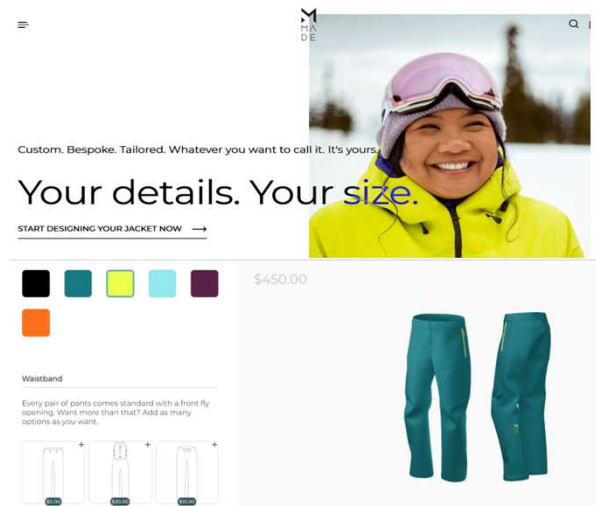 MA
DE
Custom. Bespoke. Tailored. Whatever you want to call it. It's yours.
Your details. Your size.
START DESIGNING YOUR JACKET NOW
$450.00
Waistband
Every pair of pants comes standard with a front fly
opening. Want more than that? Add as many
options as you want.
+ + +
$5.00 $30.00 $15.00